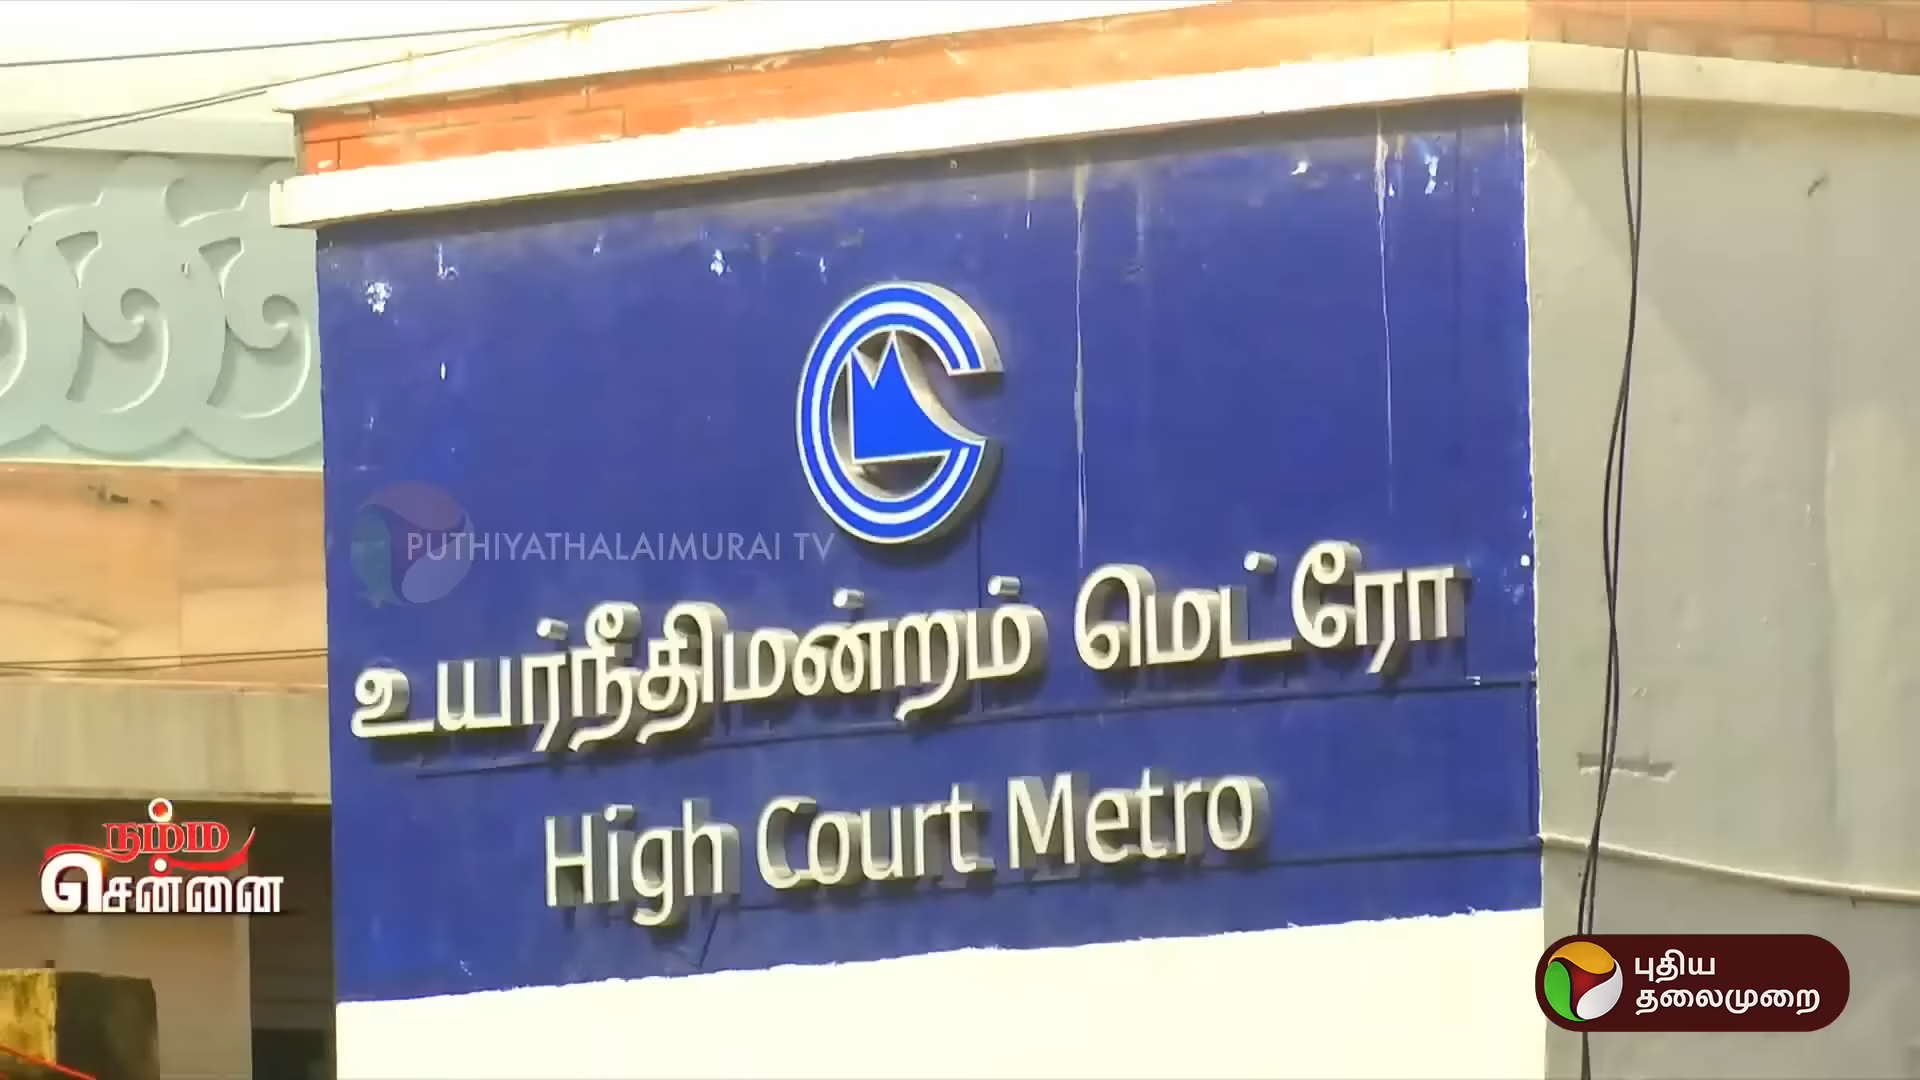 PUTHIYATHALAIMURAI TV
உயர்நீதிமன்றம் மெட்ரோ
High Court Metro
நம்ம
சென்னை
புதிய
தலைமுறை